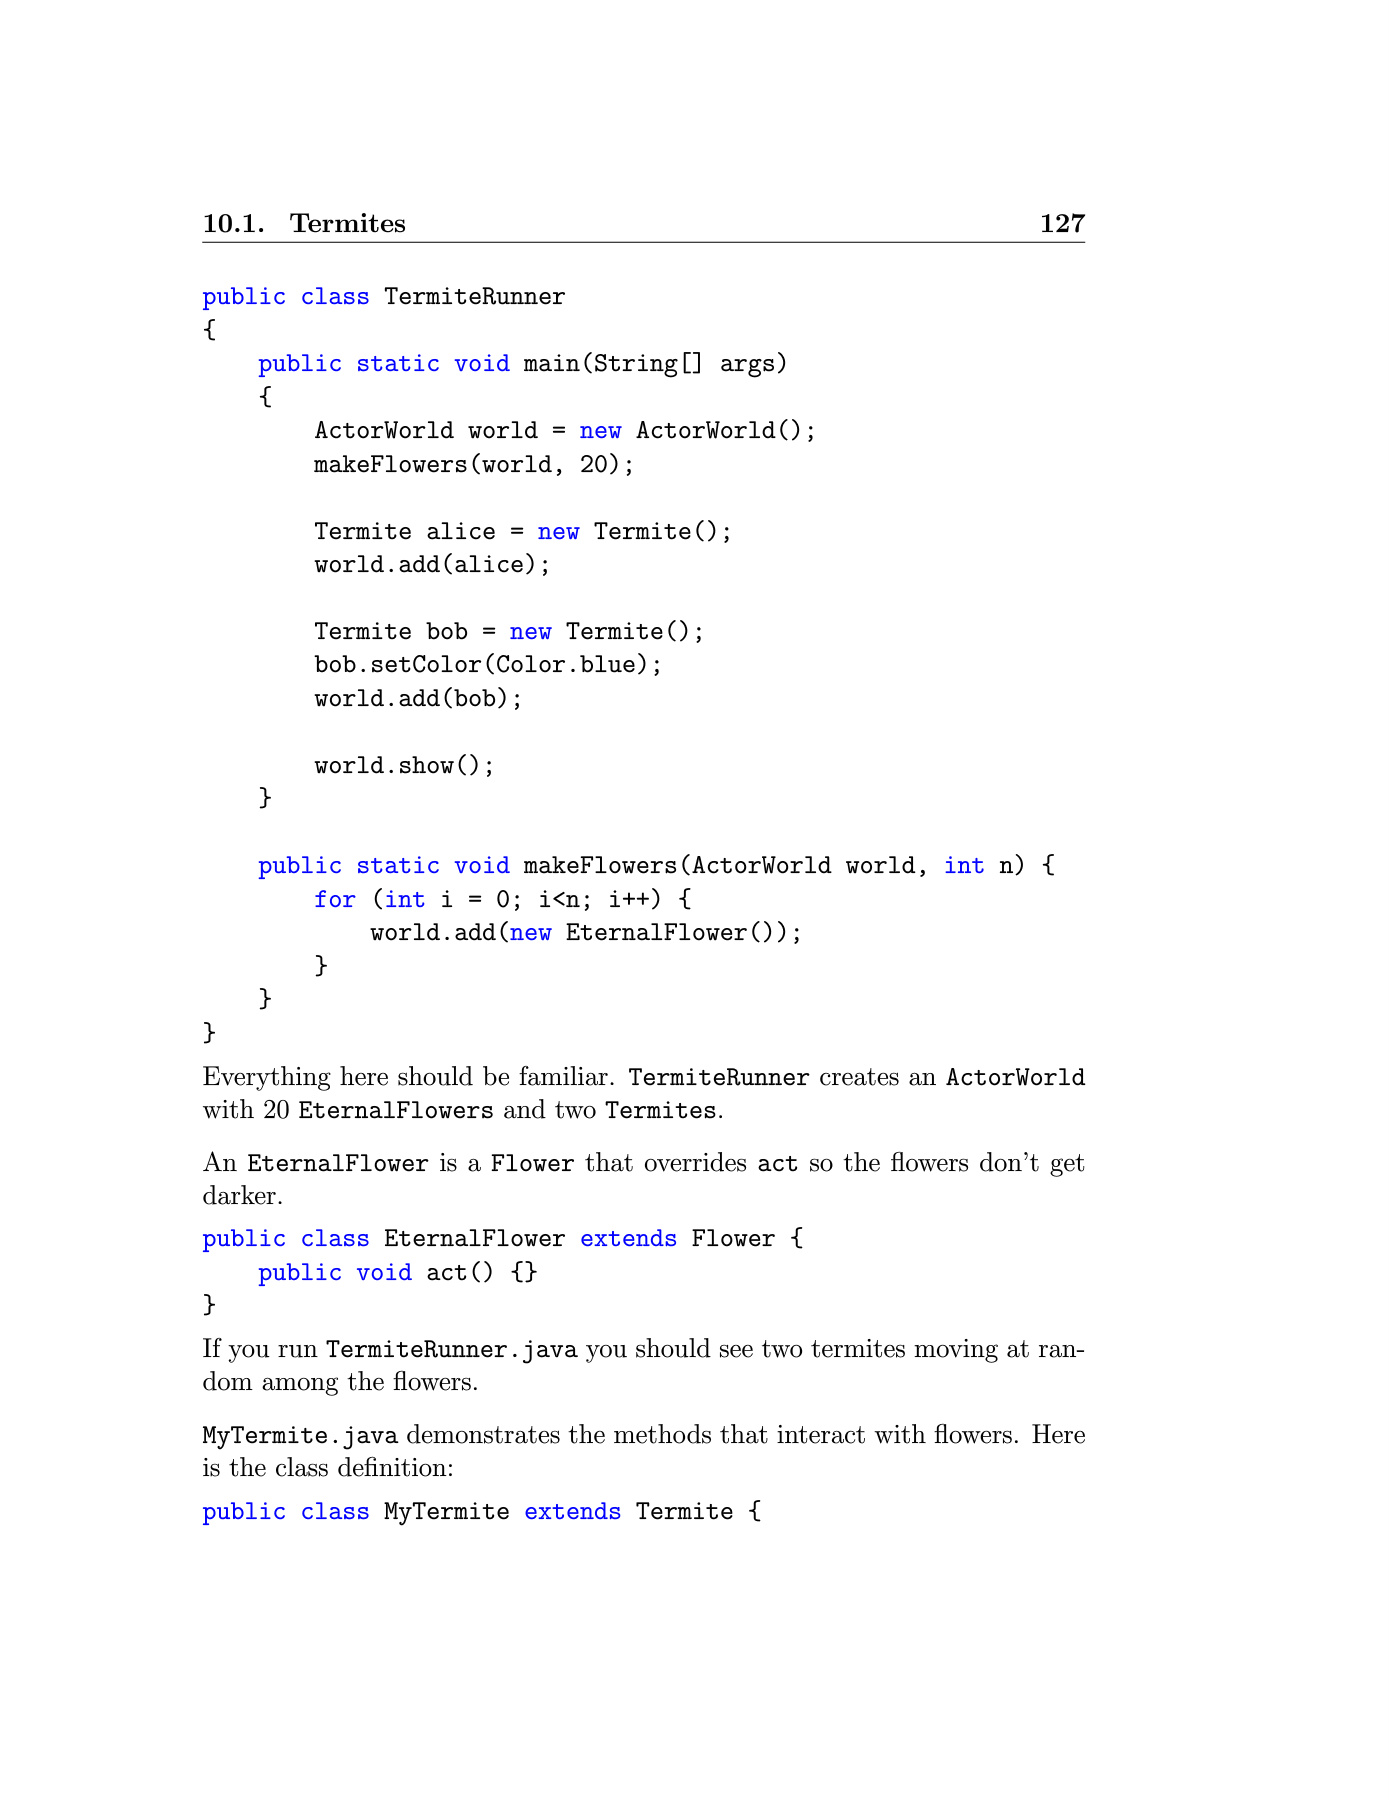 10.1. Termites 127
public class TermiteRunner
{
    public static void main(String[] args)
    {
        ActorWorld world = new ActorWorld();
        makeFlowers(world, 20);

        Termite alice = new Termite();
        world.add(alice);

        Termite bob = new Termite();
        bob.setColor(Color.blue);
        world.add(bob);

        world.show();
    }

    public static void makeFlowers(ActorWorld world, int n) {
        for (int i = 0; i<n; i++) {
            world.add(new EternalFlower());
        }
    }
}
Everything here should be familiar. TermiteRunner creates an ActorWorld
with 20 EternalFlowers and two Termites.
An EternalFlower is a Flower that overrides act so the flowers don't get
darker.
public class EternalFlower extends Flower {
    public void act() {}
}
If you run TermiteRunner.java you should see two termites moving at ran-
dom among the flowers.
MyTermite.java demonstrates the methods that interact with flowers. Here
is the class definition:
public class MyTermite extends Termite {